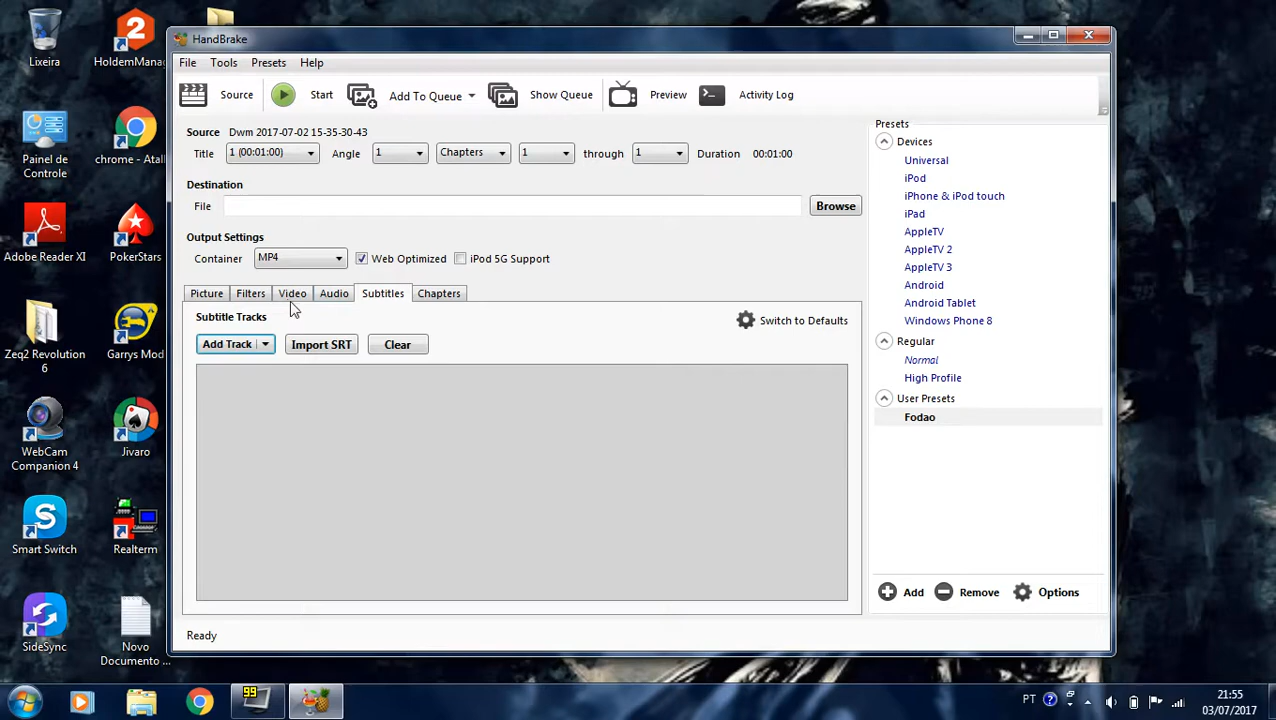 Lixeira
HoldemMana
HandBrake
File Tools Presets Help
Source Start Add To Queue Show Queue Preview Activity Log
Source Dwm 2017-07-02 15-35-30-43
Title 1 (00:01:00) Angle 1 Chapters 1 through 1 Duration 00:01:00
Destination
File Browse
Output Settings
Container MP4 Web Optimized iPod 5G Support
Picture Filters Video Audio Subtitles Chapters
Subtitle Tracks
Switch to Defaults
Add Track Import SRT Clear
Ready
Presets
Devices
Universal
iPod
iPhone & iPod touch
iPad
AppleTV
AppleTV 2
AppleTV 3
Android
Android Tablet
Windows Phone 8
Regular
Normal
High Profile
User Presets
Fodao
Add Remove Options
Painel de
Controle
chrome - Atall
Adobe Reader XI
PokerStars
Zeq2 Revolution
6
Garrys Mod
WebCam
Companion 4
Jivaro
Smart Switch
Realterm
SideSync
Novo
Documento ...
99
PT
21:55
03/07/2017